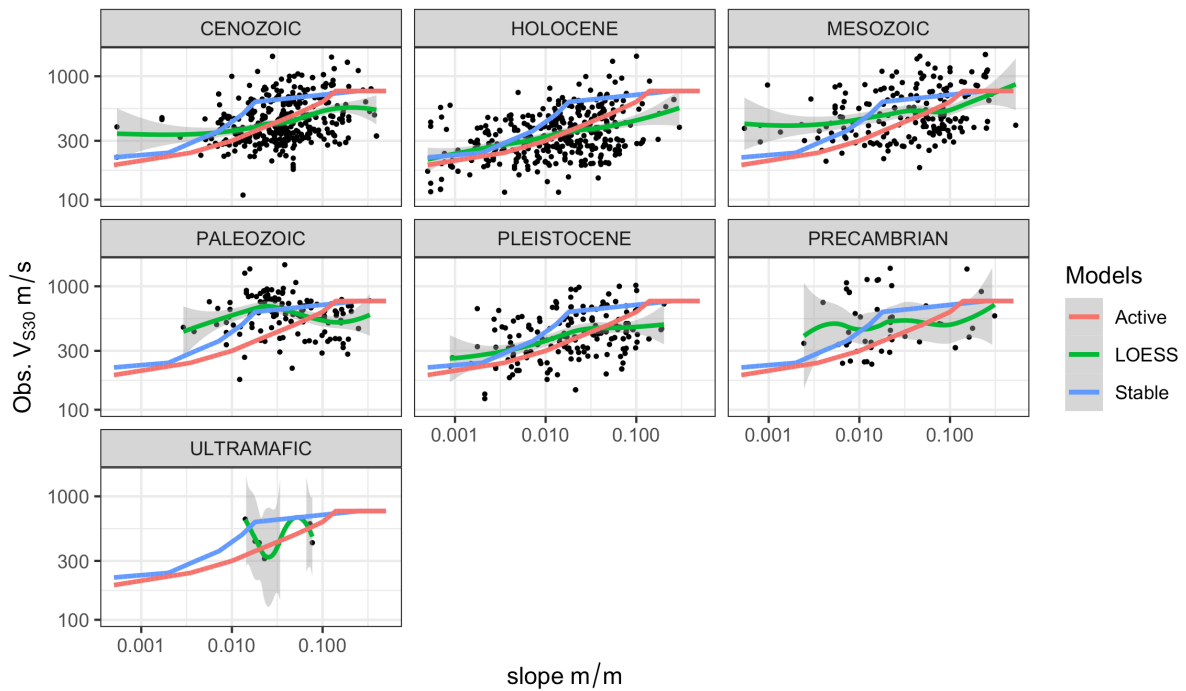 CENOZOIC
HOLOCENE
MESOZOIC
1000
300
100
PALEOZOIC
PLEISTOCENE
PRECAMBRIAN
1000
300
100
0.001
0.010
0.100
0.001
0.010
0.100
ULTRAMAFIC
1000
300
100
0.001
0.010
0.100
slope m/m
Obs. VS30 m/s
Models
Active
LOESS
Stable